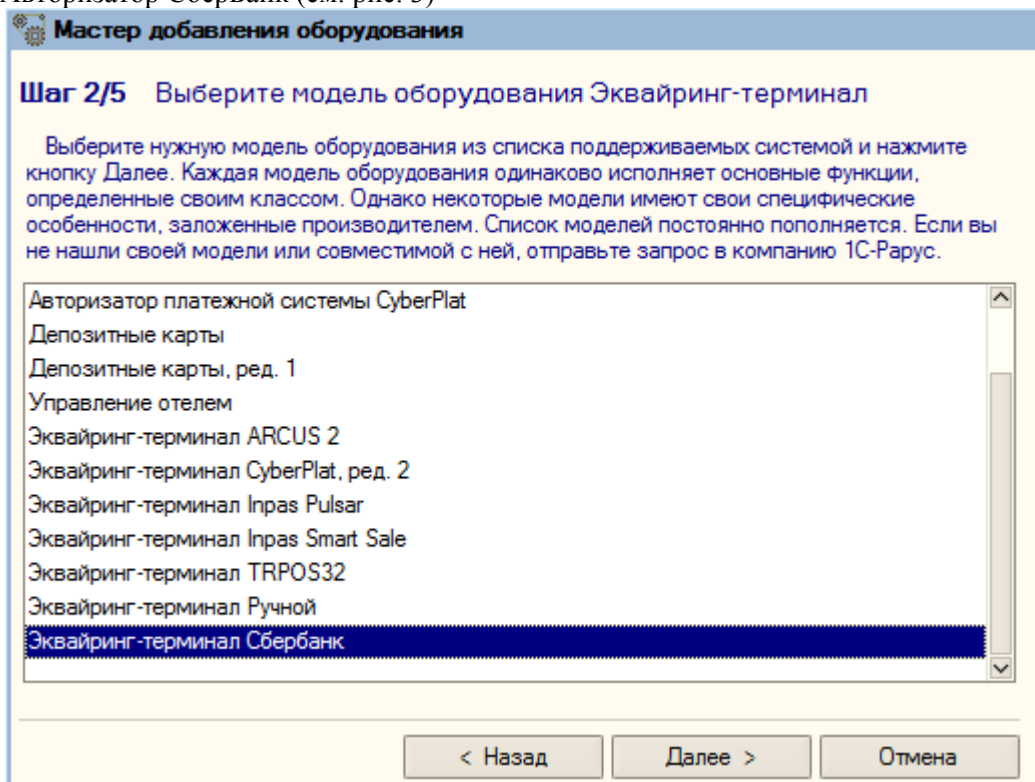 Авторизатор СберБанк (см. рис. 3)
Мастер добавления оборудования
Шаг 2/5 Выберите модель оборудования Эквайринг-терминал
Выберите нужную модель оборудования из списка поддерживаемых системой и нажмите
кнопку Далее. Каждая модель оборудования одинаково исполняет основные функции,
определенные своим классом. Однако некоторые модели имеют свои специфические
особенности, заложенные производителем. Список моделей постоянно пополняется. Если вы
не нашли своей модели или совместимой с ней, отправьте запрос в компанию 1С-Рарус.
Авторизатор платежной системы CyberPlat
Депозитные карты
Депозитные карты, ред. 1
Управление отелем
Эквайринг-терминал ARCUS 2
Эквайринг-терминал CyberPlat, ред. 2
Эквайринг-терминал Inpas Pulsar
Эквайринг-терминал Inpas Smart Sale
Эквайринг-терминал TRPOS32
Эквайринг-терминал Ручной
Эквайринг-терминал Сбербанк
< Назад Далее > Отмена